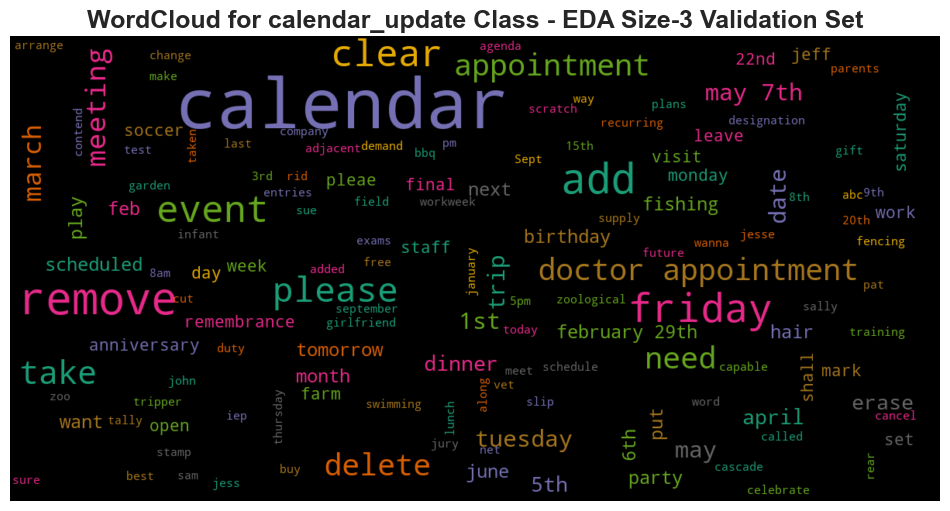 WordCloud for calendar_update Class - EDA Size-3 Validation Set
arrange
change
make
clear
agenda
appointment
22nd
jeff
parents
meeting
contend
calendar
way
scratch
recurring
may 7th
plans
designation
leave
saturday
march
soccer
test
taken
last
company
adjacent
demand
bbq
pm
Sept
15th
visit
monday
gift
garden
3rd
rid
entries
pleae
final
workweek
next
add
fishing
date
8th
abc
9th
play
feb
event
sue
field
supply
20th
work
infant
exams
staff
birthday
wanna
jesse
fencing
future
scheduled
8am
day
week
added
free
january
trip
doctor appointment
pat
remove
cut
please
september
girlfriend
5pm
zoological
friday
sally
remembrance
1st
today
february 29th
hair
training
anniversary
duty
tomorrow
dinner
meet
schedule
need
capable
shall
mark
take
zoo
john
month
farm
swimming
along
vet
slip
word
erase
cancel
tripper
want
tally
open
iep
thursday
lunch
jury
net
tuesday
6th
put
april
called
set
stamp
may
best
sam
jess
buy
delete
june
5th
party
cascade
celebrate
rear
sure